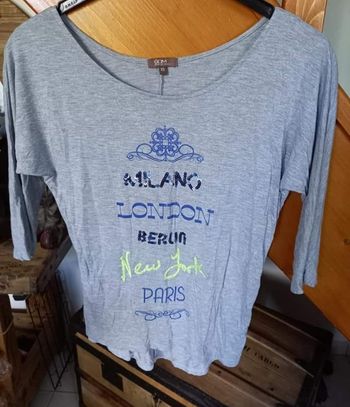 MILANO
LONDON
BERLIN
New York
PARIS